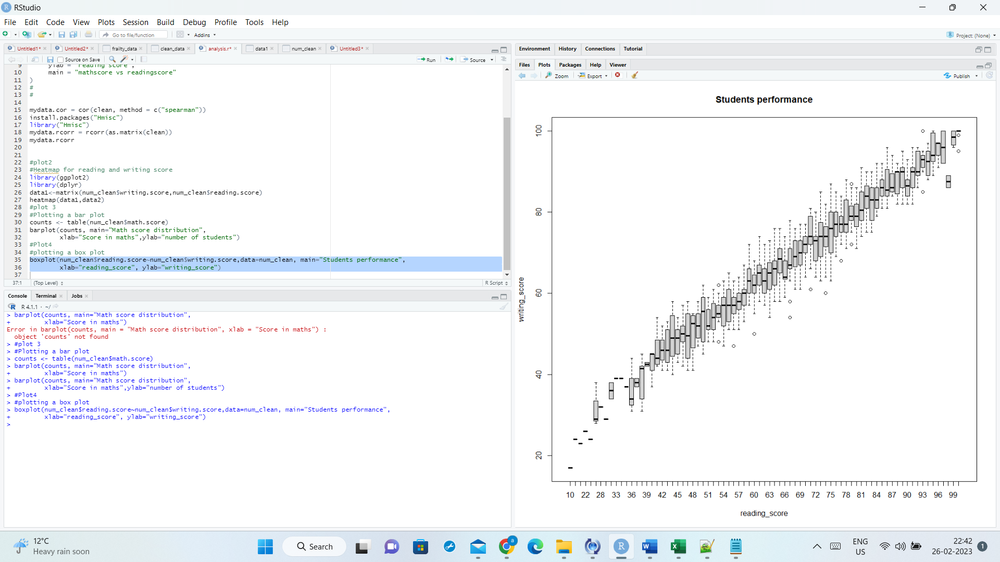 RStudio
File Edit Code View Plots Session Build Debug Profile Tools Help
Go to file/function Addins Project: (None)
Untitled1* Untitled2* frailty_data clean_data analysis.r* data1 num_clean Untitled3*
Source on Save Run Source
9 ylab = "reading score",
10 main = "mathscore vs readingscore"
11 )
12 #
13 #
14
15 mydata.cor = cor(clean, method = c("spearman"))
16 install.packages("Hmisc")
17 library("Hmisc")
18 mydata.rcorr = rcorr(as.matrix(clean))
19 mydata.rcorr
20
21
22 #plot2
23 #Heatmap for reading and writing score
24 library(ggplot2)
25 library(dplyr)
26 data1<-matrix(num_clean$writing.score,num_clean$reading.score)
27 heatmap(data1,data2)
28 #plot 3
29 #Plotting a bar plot
30 counts <- table(num_clean$math.score)
31 barplot(counts, main="Math score distribution",
32 xlab="Score in maths",ylab="number of students")
33 #Plot4
34 #plotting a box plot
35 boxplot(num_clean$reading.score~num_clean$writing.score,data=num_clean, main="Students performance",
36 xlab="reading_score", ylab="writing_score")
37
37:1 (Top Level) R Script
Console Terminal Jobs
R 4.1.1 · ~/
> barplot(counts, main="Math score distribution",
+ xlab="Score in maths")
Error in barplot(counts, main = "Math score distribution", xlab = "Score in maths") :
object 'counts' not found
> #plot 3
> #Plotting a bar plot
> counts <- table(num_clean$math.score)
> barplot(counts, main="Math score distribution",
+ xlab="Score in maths")
> barplot(counts, main="Math score distribution",
+ xlab="Score in maths",ylab="number of students")
> #Plot4
> #plotting a box plot
> boxplot(num_clean$reading.score~num_clean$writing.score,data=num_clean, main="Students performance",
+ xlab="reading_score", ylab="writing_score")
>
Environment History Connections Tutorial
Files Plots Packages Help Viewer
Zoom Export Publish
Students performance
writing_score
100
80
60
40
20
10 22 28 33 36 39 42 45 48 51 54 57 60 63 66 69 72 75 78 81 84 87 90 93 96 99
reading_score
12°C
Heavy rain soon
Search
a
R
W
X
ENG
US
22:42
26-02-2023
1